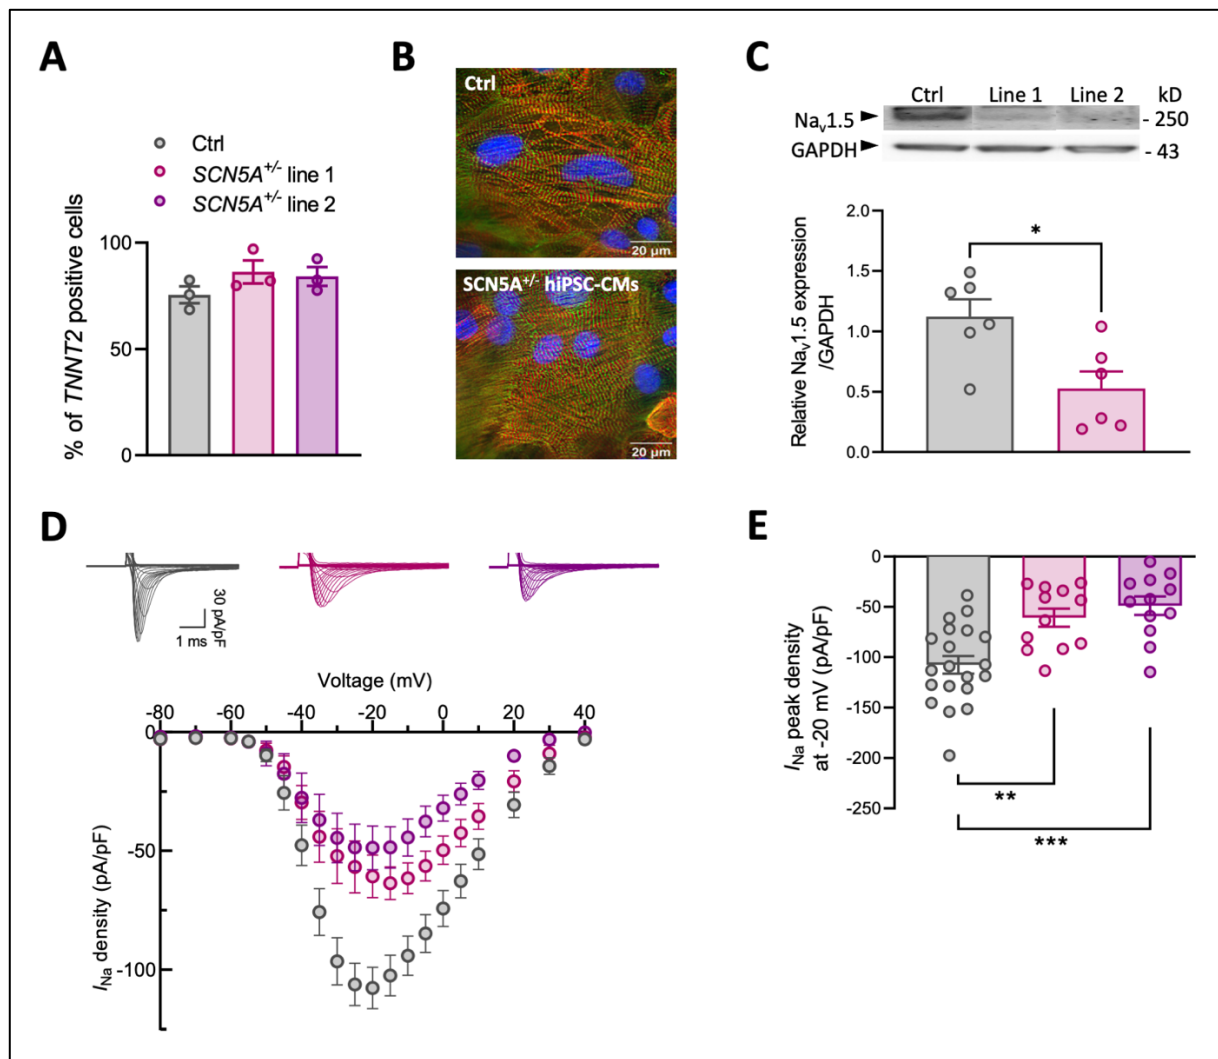 A
Ctrl
SCN5A+/- line 1
SCN5A+/- line 2
% of TNNT2 positive cells
100
50
0
B
Ctrl
20 µm
SCN5A+/- hiPSC-CMs
20 µm
C
Ctrl Line 1 Line 2 kD
Nav1.5 - 250
GAPDH - 43
Relative Nav1.5 expression
/GAPDH
2.0
1.5
1.0
0.5
0.0
*
D
30 pA/pF
1 ms
Voltage (mV)
-80 -60 -40 -20 0 20 40
0
-50
-100
INa density (pA/pF)
E
INa peak density
at -20 mV (pA/pF)
0
-50
-100
-150
-200
-250
**
***